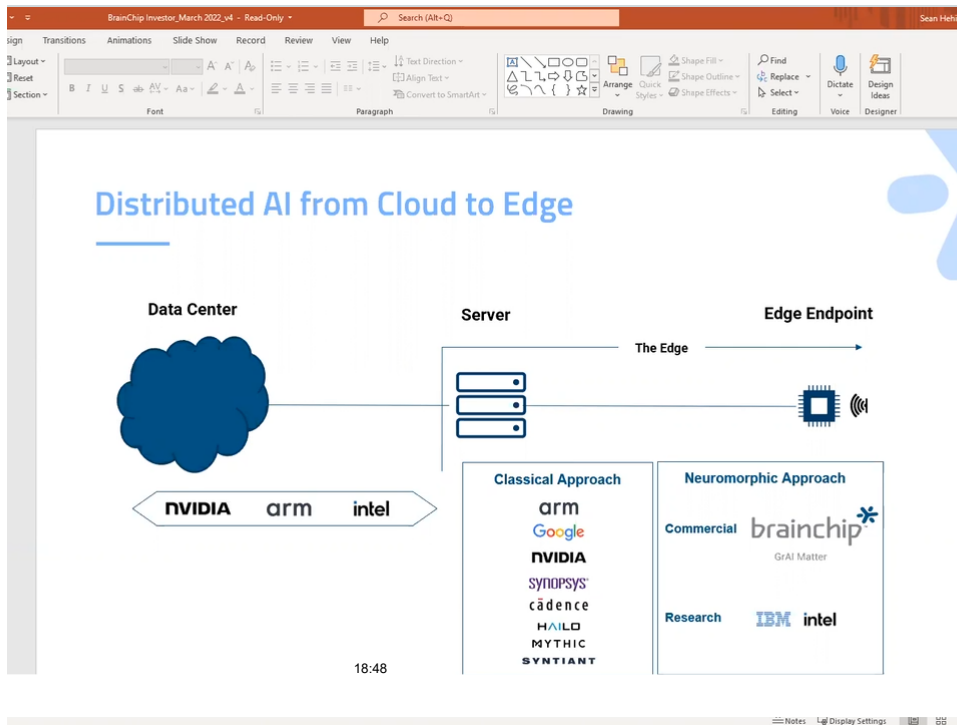 BrainChip Investor_March 2022_v4 - Read-Only
Search (Alt+Q)
Sean Hehi
sign Transitions Animations Slide Show Record Review View Help
Layout
Reset
Section
B I U S ab AV Aa A
Font
Text Direction
Align Text
Convert to SmartArt
Paragraph
Arrange
Quick
Styles
Shape Fill
Shape Outline
Shape Effects
Drawing
Find
Replace
Select
Editing
Dictate
Voice
Design
Ideas
Designer
Distributed AI from Cloud to Edge
Data Center
Server
Edge Endpoint
The Edge
NVIDIA arm intel
Classical Approach
arm
Google
NVIDIA
SYNOPSYS
cādence
HAILO
MYTHIC
SYNTIANT
Neuromorphic Approach
Commercial brainchip
GrAI Matter
Research IBM intel
18:48
Notes Display Settings